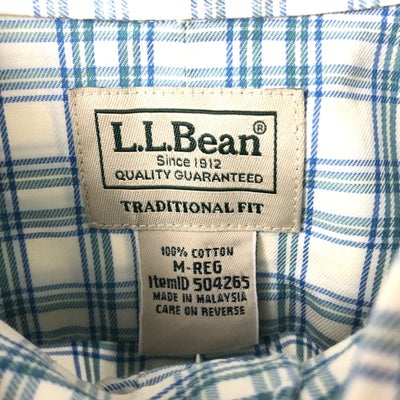 L.L.Bean®
Since 1912
QUALITY GUARANTEED
TRADITIONAL FIT
100% COTTON
M-REG
ItemID 504265
MADE IN MALAYSIA
CARE ON REVERSE